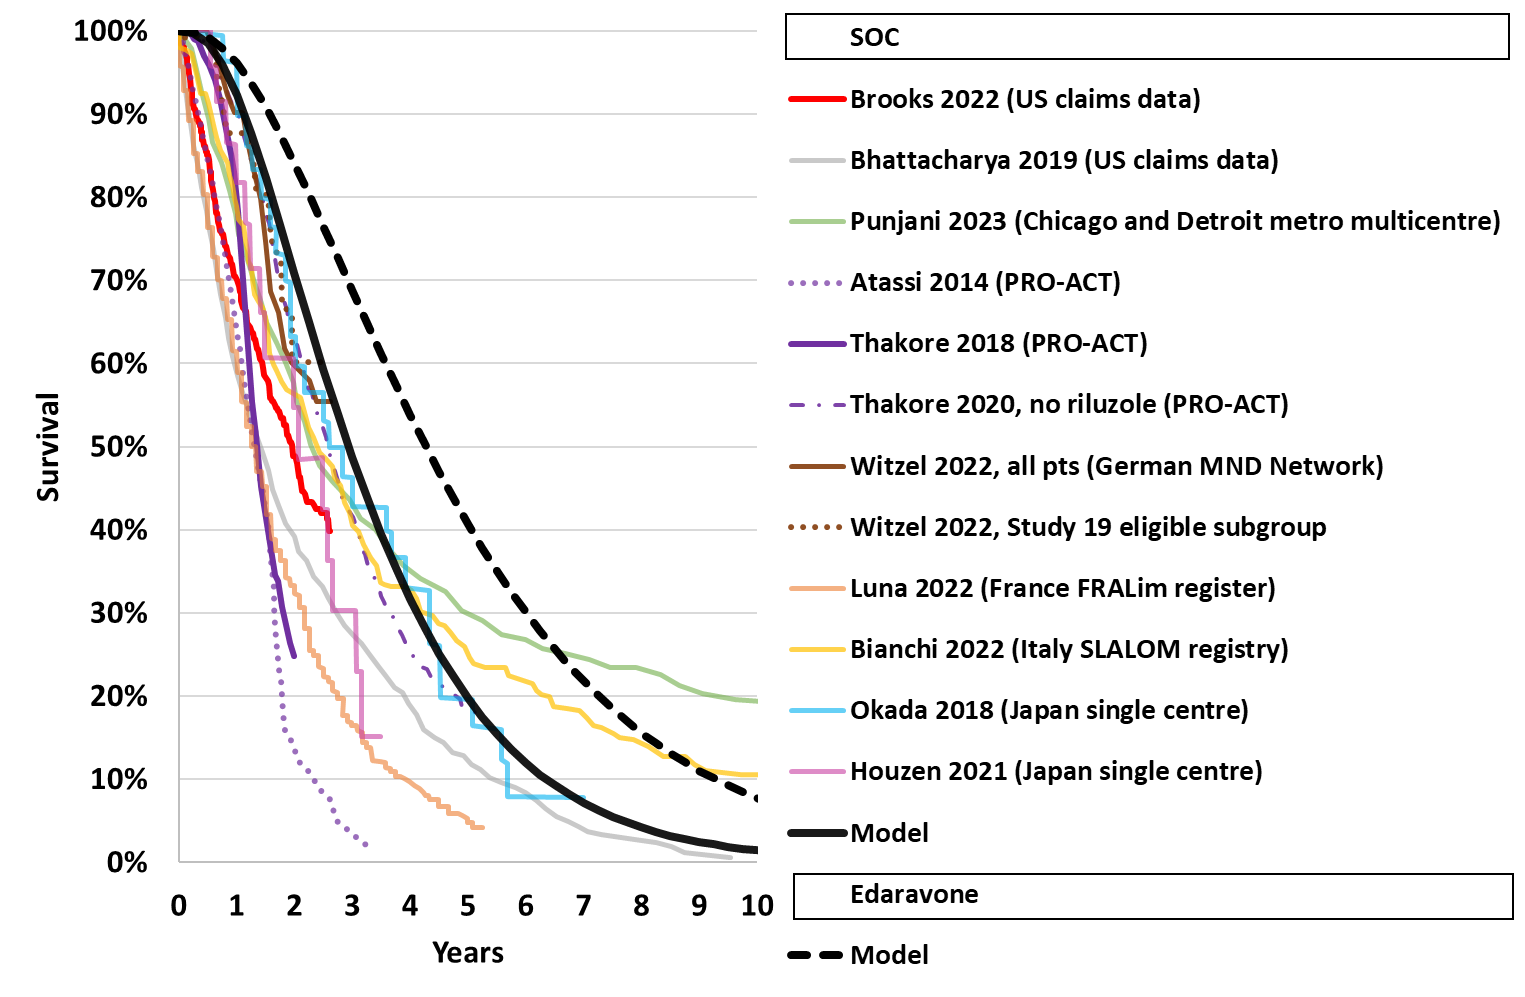 100%
90%
80%
70%
60%
50%
40%
30%
20%
10%
0%
Survival
0 1 2 3 4 5 6 7 8 9 10
Years
SOC
Brooks 2022 (US claims data)
Bhattacharya 2019 (US claims data)
Punjani 2023 (Chicago and Detroit metro multicentre)
Atassi 2014 (PRO-ACT)
Thakore 2018 (PRO-ACT)
Thakore 2020, no riluzole (PRO-ACT)
Witzel 2022, all pts (German MND Network)
Witzel 2022, Study 19 eligible subgroup
Luna 2022 (France FRALim register)
Bianchi 2022 (Italy SLALOM registry)
Okada 2018 (Japan single centre)
Houzen 2021 (Japan single centre)
Model
Edaravone
Model